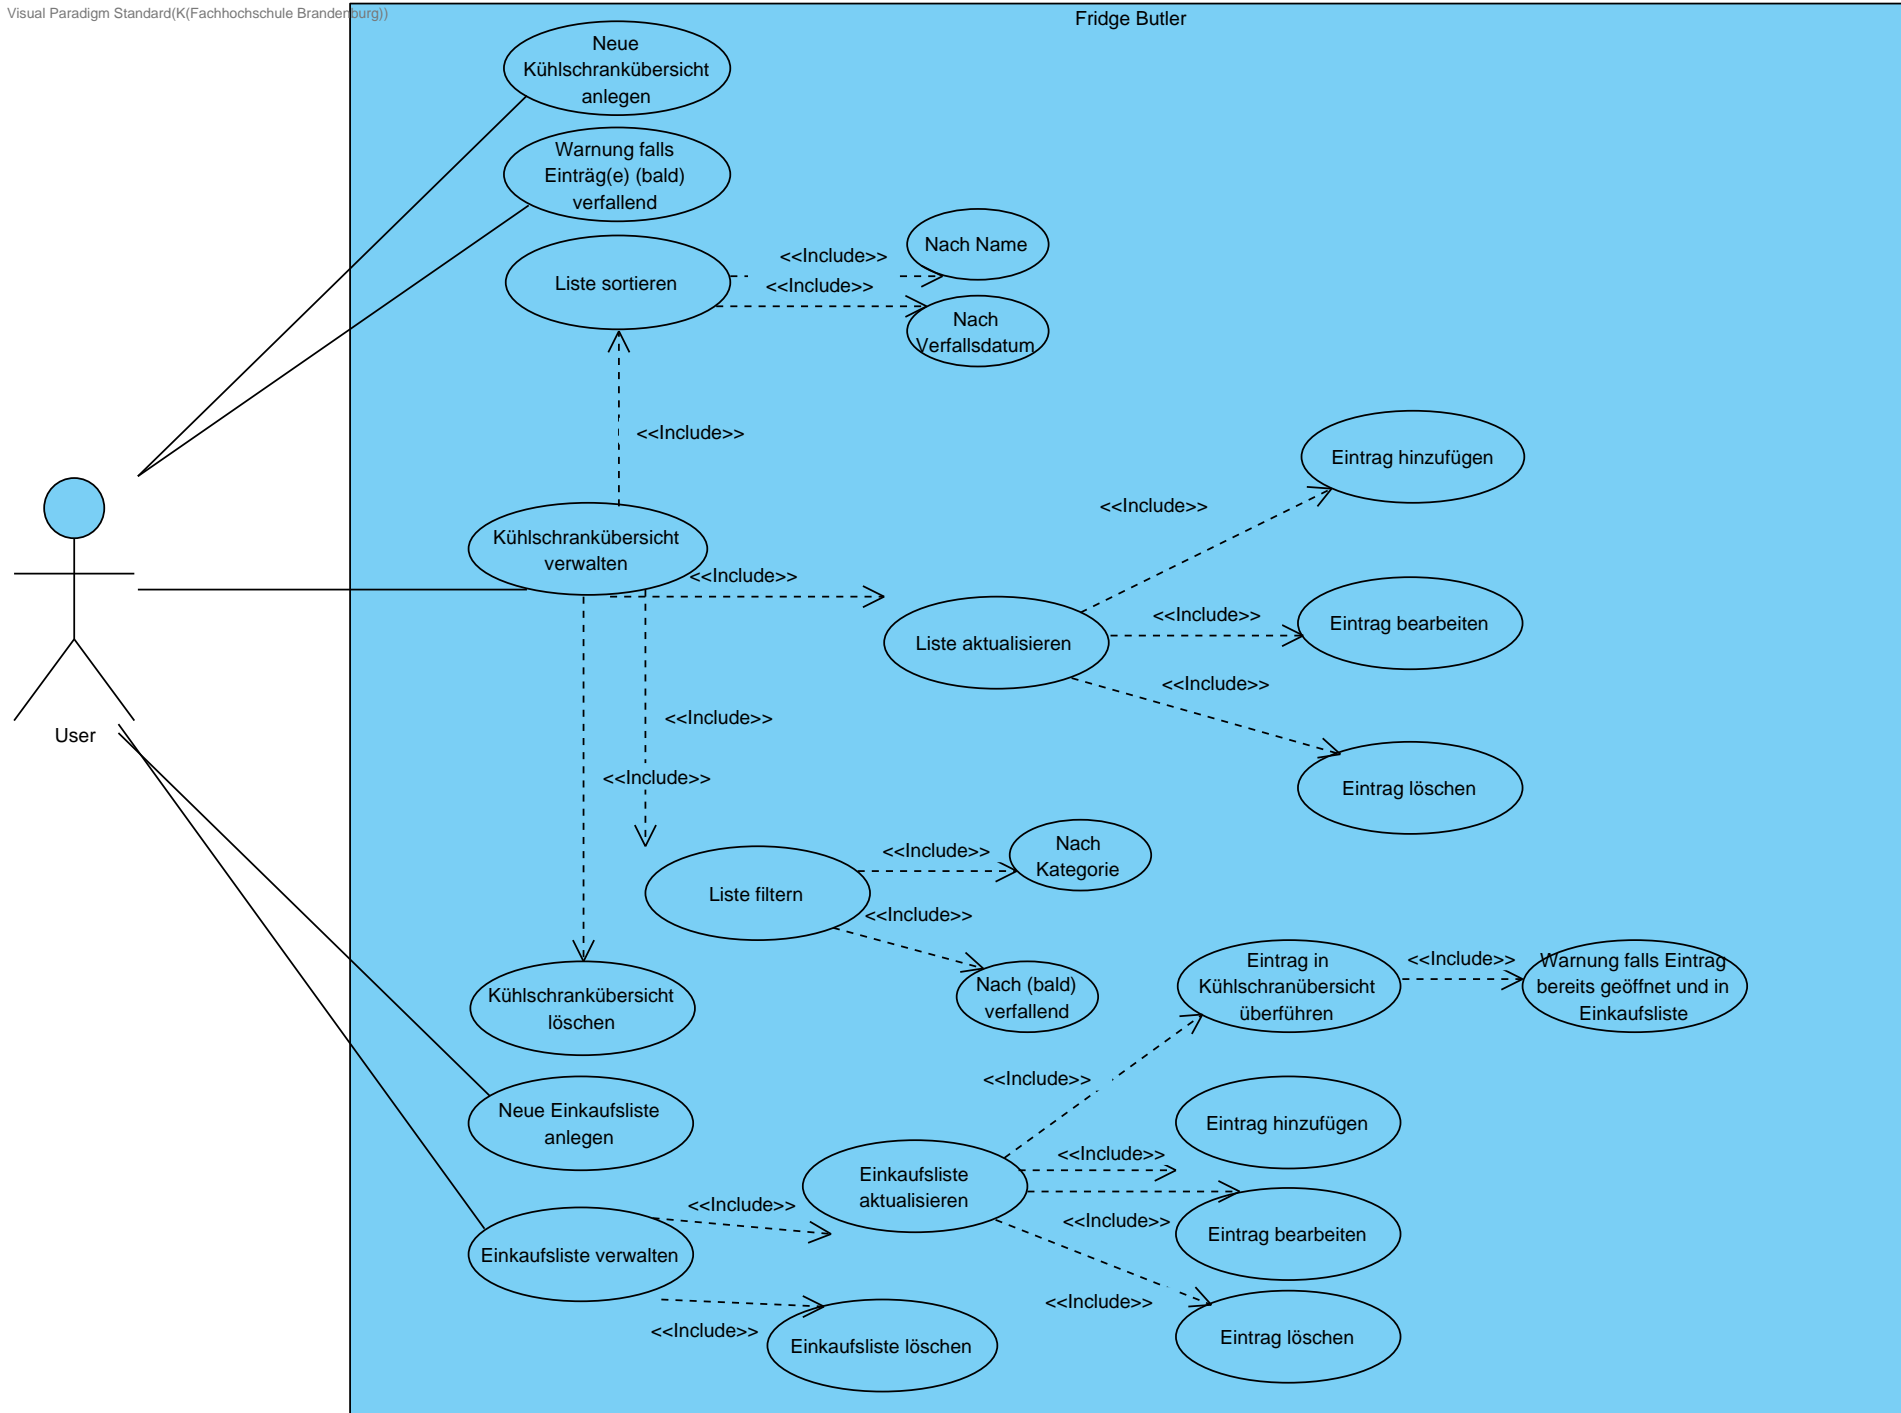 Visual Paradigm Standard(K(Fachhochschule Brandenburg))
Fridge Butler
Neue
Kühlschrankübersicht
anlegen
Warnung falls
Einträg(e) (bald)
verfallend
Liste sortieren
<<Include>>
Nach Name
<<Include>>
Nach
Verfallsdatum
<<Include>>
Kühlschrankübersicht
verwalten
<<Include>>
Liste aktualisieren
<<Include>>
Eintrag hinzufügen
<<Include>>
Eintrag bearbeiten
<<Include>>
Eintrag löschen
User
<<Include>>
<<Include>>
Liste filtern
<<Include>>
Nach
Kategorie
<<Include>>
Nach (bald)
verfallend
Kühlschrankübersicht
löschen
Eintrag in
Kühlschranübersicht
überführen
<<Include>>
Warnung falls Eintrag
bereits geöffnet und in
Einkaufsliste
Neue Einkaufsliste
anlegen
<<Include>>
Eintrag hinzufügen
Einkaufsliste
aktualisieren
<<Include>>
<<Include>>
Eintrag bearbeiten
Einkaufsliste verwalten
<<Include>>
<<Include>>
Eintrag löschen
<<Include>>
Einkaufsliste löschen